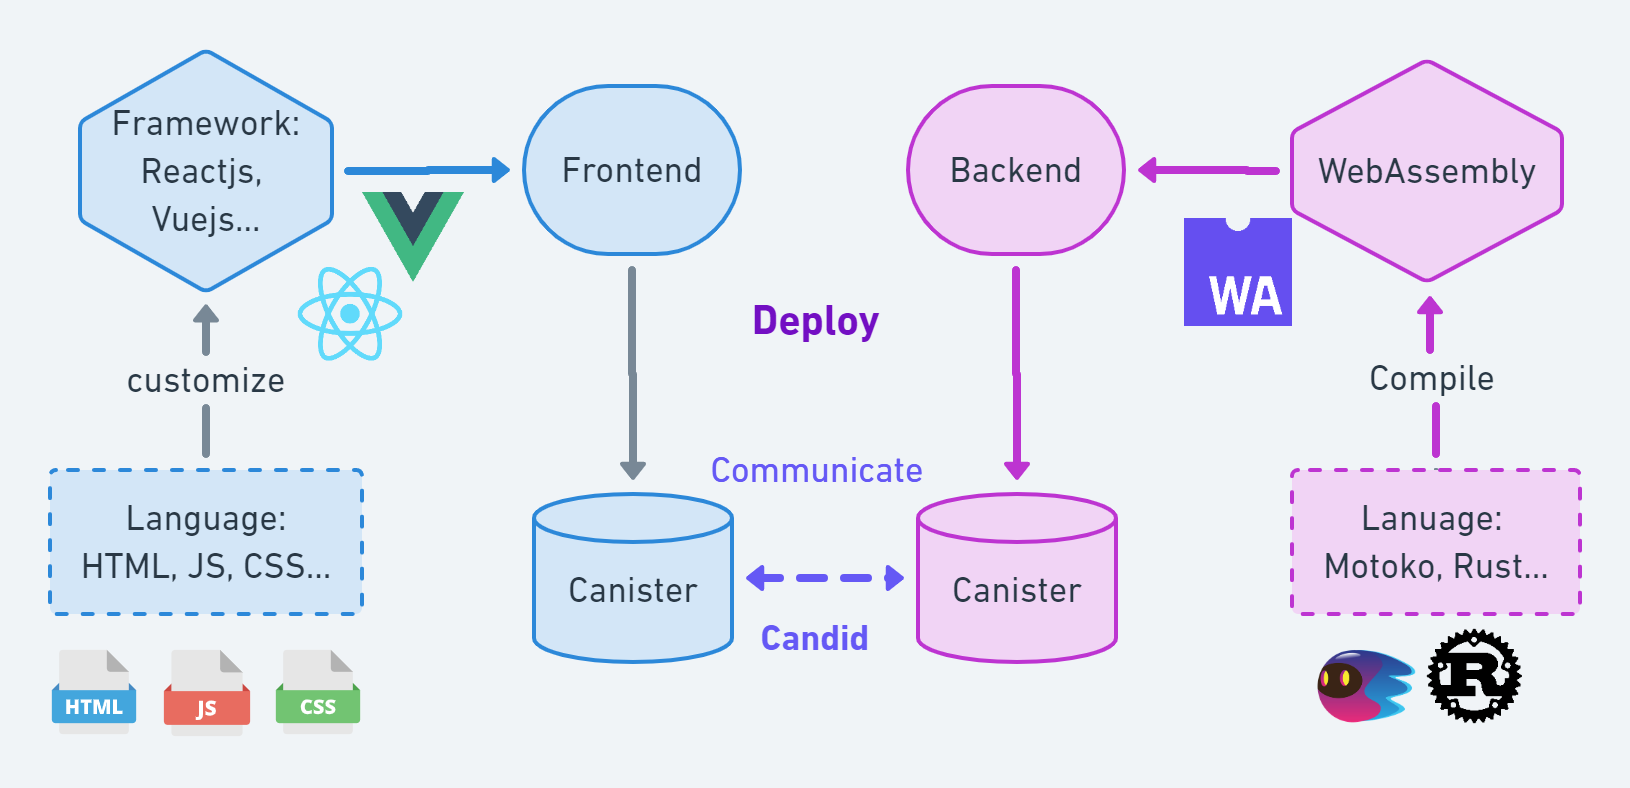 Framework:
Reactjs,
Vuejs...
Frontend
Backend
WebAssembly
WA
Deploy
customize
Compile
Communicate
Language:
HTML, JS, CSS...
Canister
Canister
Candid
Lanuage:
Motoko, Rust...
HTML
JS
CSS
R